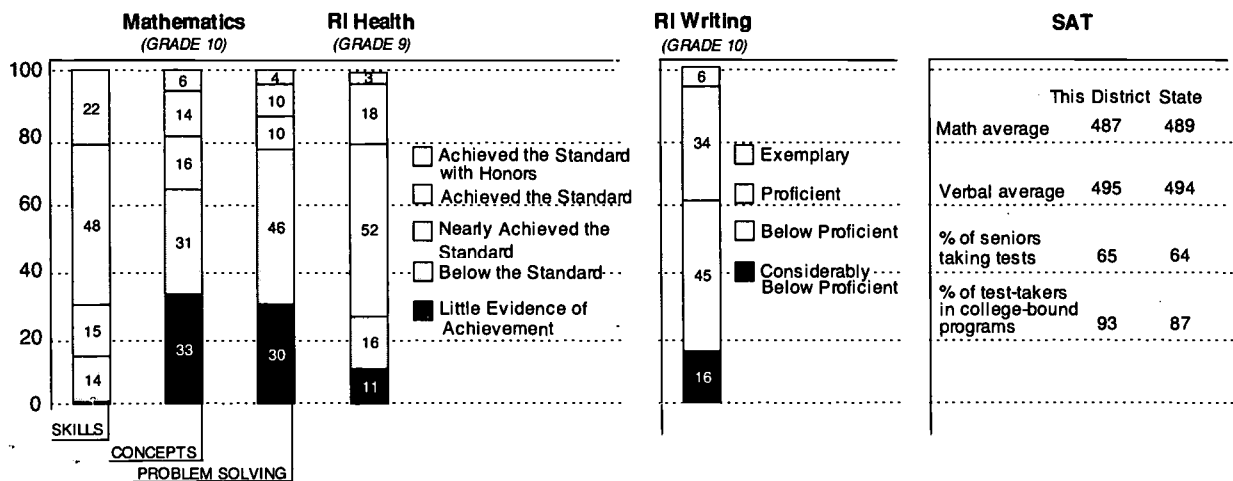 Mathematics
(GRADE 10)
RI Health
(GRADE 9)
RI Writing
(GRADE 10)
SAT
100
80
60
40
20
0
22
48
15
14
6
14
16
31
33
4
10
10
46
30
3
18
52
16
11
SKILLS
CONCEPTS
PROBLEM SOLVING
Achieved the Standard
with Honors
Achieved the Standard
Nearly Achieved the
Standard
Below the Standard
Little Evidence of
Achievement
6
34
45
16
Exemplary
Proficient
Below Proficient
Considerably
Below Proficient
This District State
Math average 487 489
Verbal average 495 494
% of seniors
taking tests 65 64
% of test-takers
in college-bound
programs 93 87